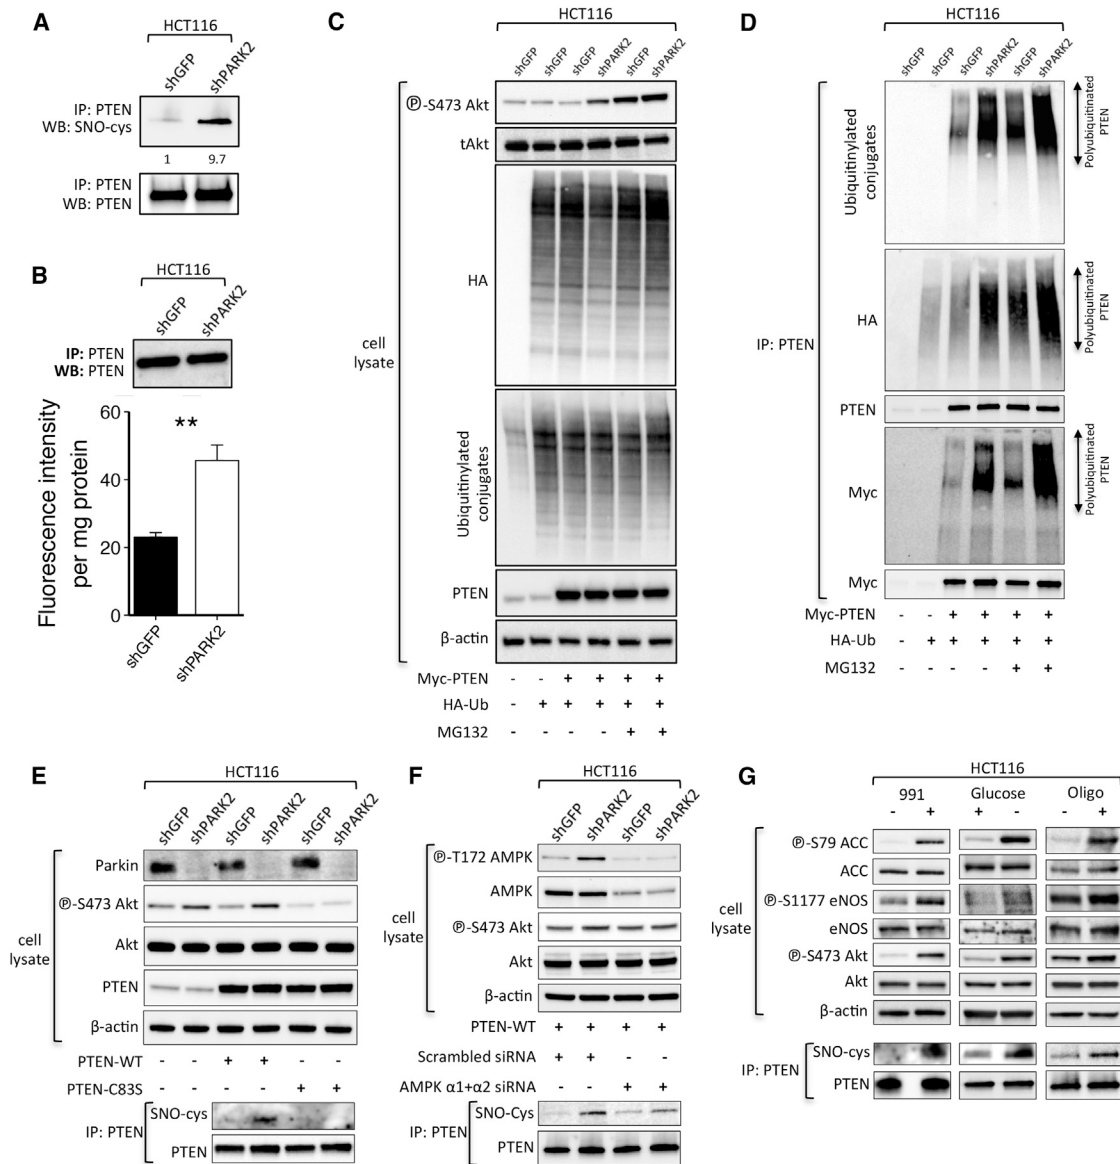 A
HCT116
shGFP
shPARK2
IP: PTEN
WB: SNO-cys
1 9.7
IP: PTEN
WB: PTEN
B
HCT116
shGFP
shPARK2
IP: PTEN
WB: PTEN
Fluorescence intensity
per mg protein
60
40
20
0
**
shGFP
shPARK2
C
HCT116
shGFP
shGFP
shGFP
shPARK2
shGFP
shPARK2
cell
lysate
Ⓟ-S473 Akt
tAkt
HA
Ubiquitinylated
conjugates
PTEN
β-actin
Myc-PTEN - - + + + +
HA-Ub - + + + + +
MG132 - - - - + +
D
HCT116
shGFP
shGFP
shGFP
shPARK2
shGFP
shPARK2
IP: PTEN
Ubiquitinylated
conjugates
Polyubiquitinated
PTEN
HA
Polyubiquitinated
PTEN
PTEN
Myc
Polyubiquitinated
PTEN
Myc
Myc-PTEN - - + + + +
HA-Ub - + + + + +
MG132 - - - - + +
E
HCT116
shGFP
shPARK2
shGFP
shPARK2
shGFP
shPARK2
cell
lysate
Parkin
Ⓟ-S473 Akt
Akt
PTEN
β-actin
PTEN-WT - - + + - -
PTEN-C83S - - - - + +
IP: PTEN
SNO-cys
PTEN
F
HCT116
shGFP
shPARK2
shGFP
shPARK2
cell
lysate
Ⓟ-T172 AMPK
AMPK
Ⓟ-S473 Akt
Akt
β-actin
PTEN-WT + + + +
Scrambled siRNA + + - -
AMPK α1+α2 siRNA - - + +
IP: PTEN
SNO-Cys
PTEN
G
HCT116
991 Glucose Oligo
- + + - - +
cell
lysate
Ⓟ-S79 ACC
ACC
Ⓟ-S1177 eNOS
eNOS
Ⓟ-S473 Akt
Akt
β-actin
IP: PTEN
SNO-cys
PTEN